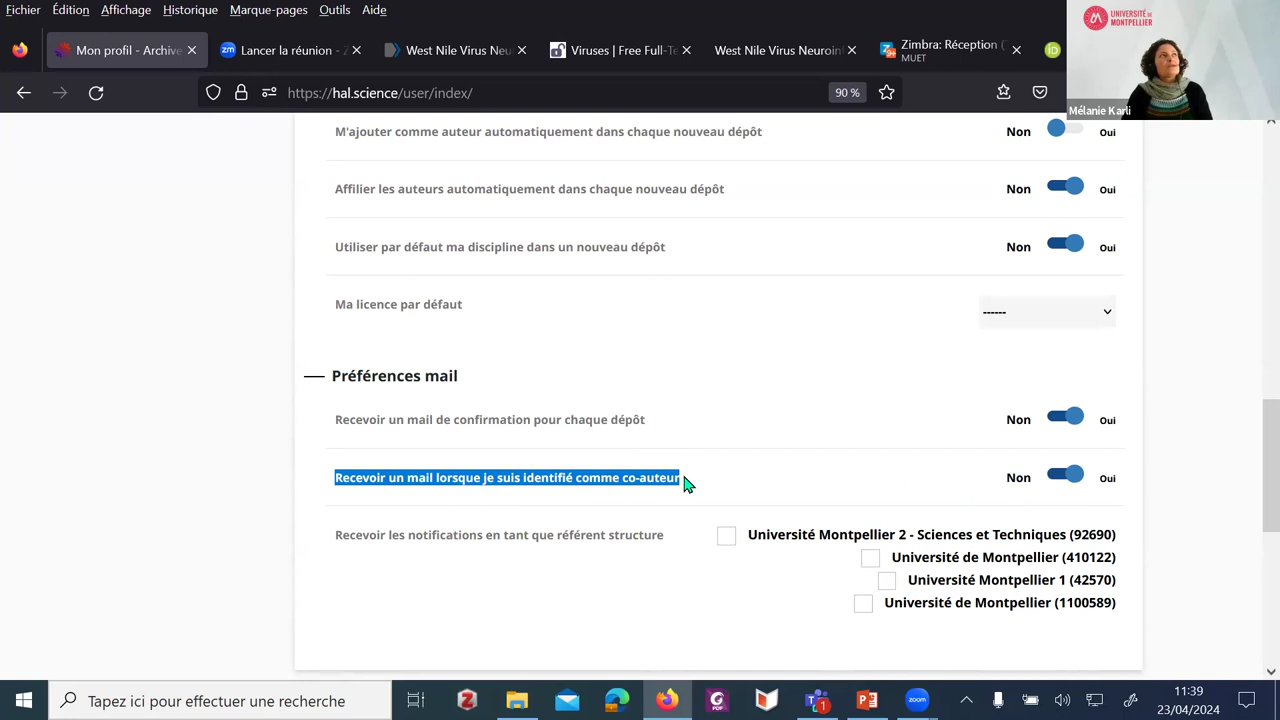 Fichier Édition Affichage Historique Marque-pages Outils Aide
UNIVERSITÉ DE MONTPELLIER
Mon profil - Archive
Lancer la réunion - Z
West Nile Virus Neu
Viruses | Free Full-Te
West Nile Virus Neuroin
Zimbra: Réception (
MUET
https://hal.science/user/index/
90 %
Mélanie Karli
M'ajouter comme auteur automatiquement dans chaque nouveau dépôt Non Oui
Affilier les auteurs automatiquement dans chaque nouveau dépôt Non Oui
Utiliser par défaut ma discipline dans un nouveau dépôt Non Oui
Ma licence par défaut ------
Préférences mail
Recevoir un mail de confirmation pour chaque dépôt Non Oui
Recevoir un mail lorsque je suis identifié comme co-auteur Non Oui
Recevoir les notifications en tant que référent structure Université Montpellier 2 - Sciences et Techniques (92690)
Université de Montpellier (410122)
Université Montpellier 1 (42570)
Université de Montpellier (1100589)
Tapez ici pour effectuer une recherche
11:39
23/04/2024